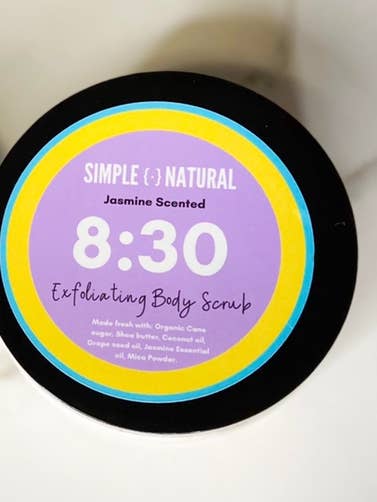 SIMPLE {·} NATURAL
Jasmine Scented
8:30
Exfoliating Body Scrub
Made fresh with: Organic Cane
sugar, Shea butter, Coconut oil,
Grape seed oil, Jasmine Essential
oil, Mica Powder.